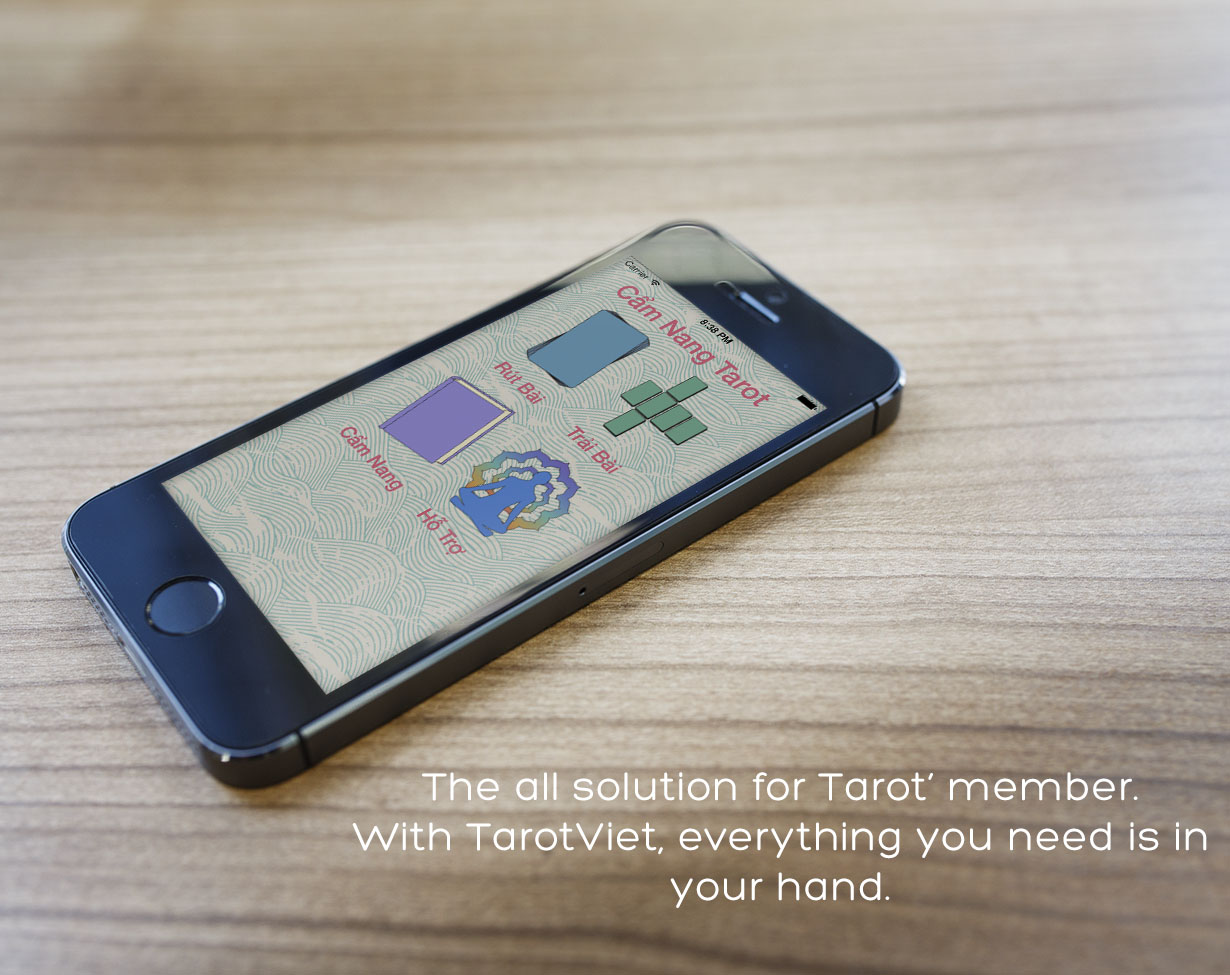 Carrier
8:38 PM
Cẩm Nang Tarot
Rút Bài
Trải Bài
Cẩm Nang
Hỗ Trợ
The all solution for Tarot’ member.
With TarotViet, everything you need is in
your hand.